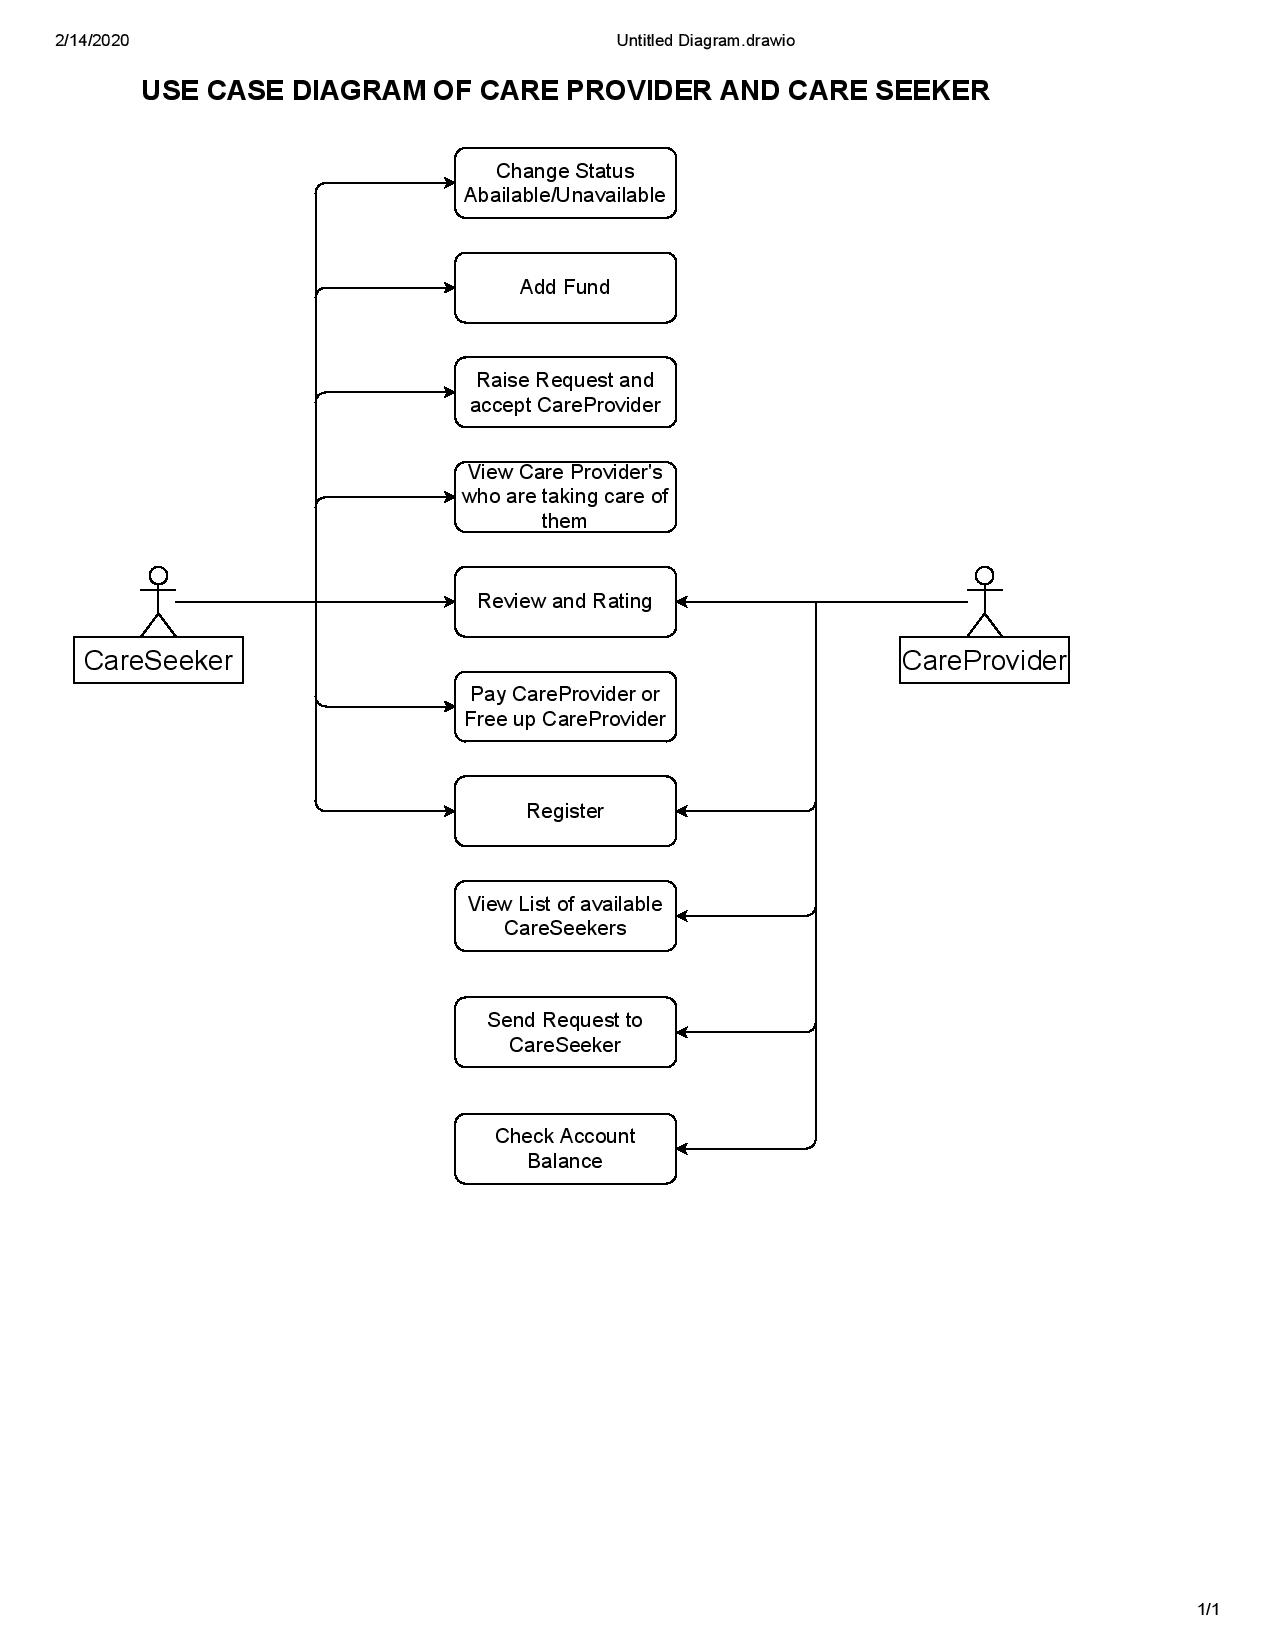 2/14/2020
Untitled Diagram.drawio
USE CASE DIAGRAM OF CARE PROVIDER AND CARE SEEKER
Change Status
Abailable/Unavailable
Add Fund
Raise Request and
accept CareProvider
View Care Provider's
who are taking care of
them
Review and Rating
CareSeeker
CareProvider
Pay CareProvider or
Free up CareProvider
Register
View List of available
CareSeekers
Send Request to
CareSeeker
Check Account
Balance
1/1